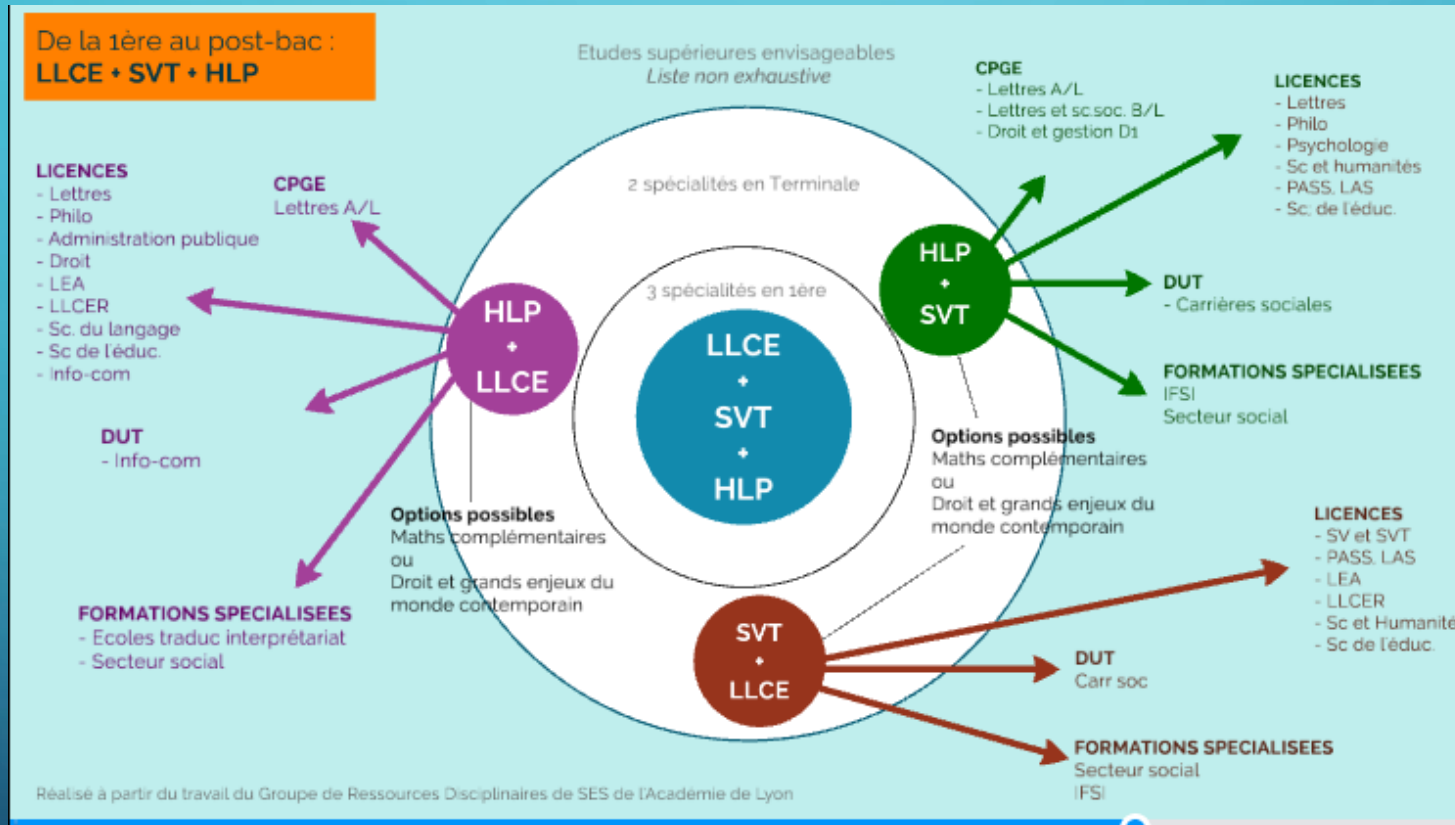 De la 1ère au post-bac :
LLCE + SVT + HLP
Etudes supérieures envisageables
Liste non exhaustive
2 spécialités en Terminale
3 spécialités en 1ère
LLCE
+
SVT
+
HLP
HLP
+
LLCE
LICENCES
- Lettres
- Philo
- Administration publique
- Droit
- LEA
- LLCER
- Sc. du langage
- Sc de l'éduc.
- Info-com
CPGE
Lettres A/L
DUT
- Info-com
FORMATIONS SPECIALISEES
- Ecoles traduc interprétariat
- Secteur social
Options possibles
Maths complémentaires
ou
Droit et grands enjeux du
monde contemporain
HLP
+
SVT
CPGE
- Lettres A/L
- Lettres et sc.soc. B/L
- Droit et gestion D1
LICENCES
- Lettres
- Philo
- Psychologie
- Sc et humanités
- PASS, LAS
- Sc; de l'éduc.
DUT
- Carrières sociales
FORMATIONS SPECIALISEES
IFSI
Secteur social
Options possibles
Maths complémentaires
ou
Droit et grands enjeux du
monde contemporain
SVT
+
LLCE
LICENCES
- SV et SVT
- PASS, LAS
- LEA
- LLCER
- Sc et Humanité
- Sc de l'éduc.
DUT
Carr soc
FORMATIONS SPECIALISEES
Secteur social
IFSI
Réalisé à partir du travail du Groupe de Ressources Disciplinaires de SES de l'Académie de Lyon